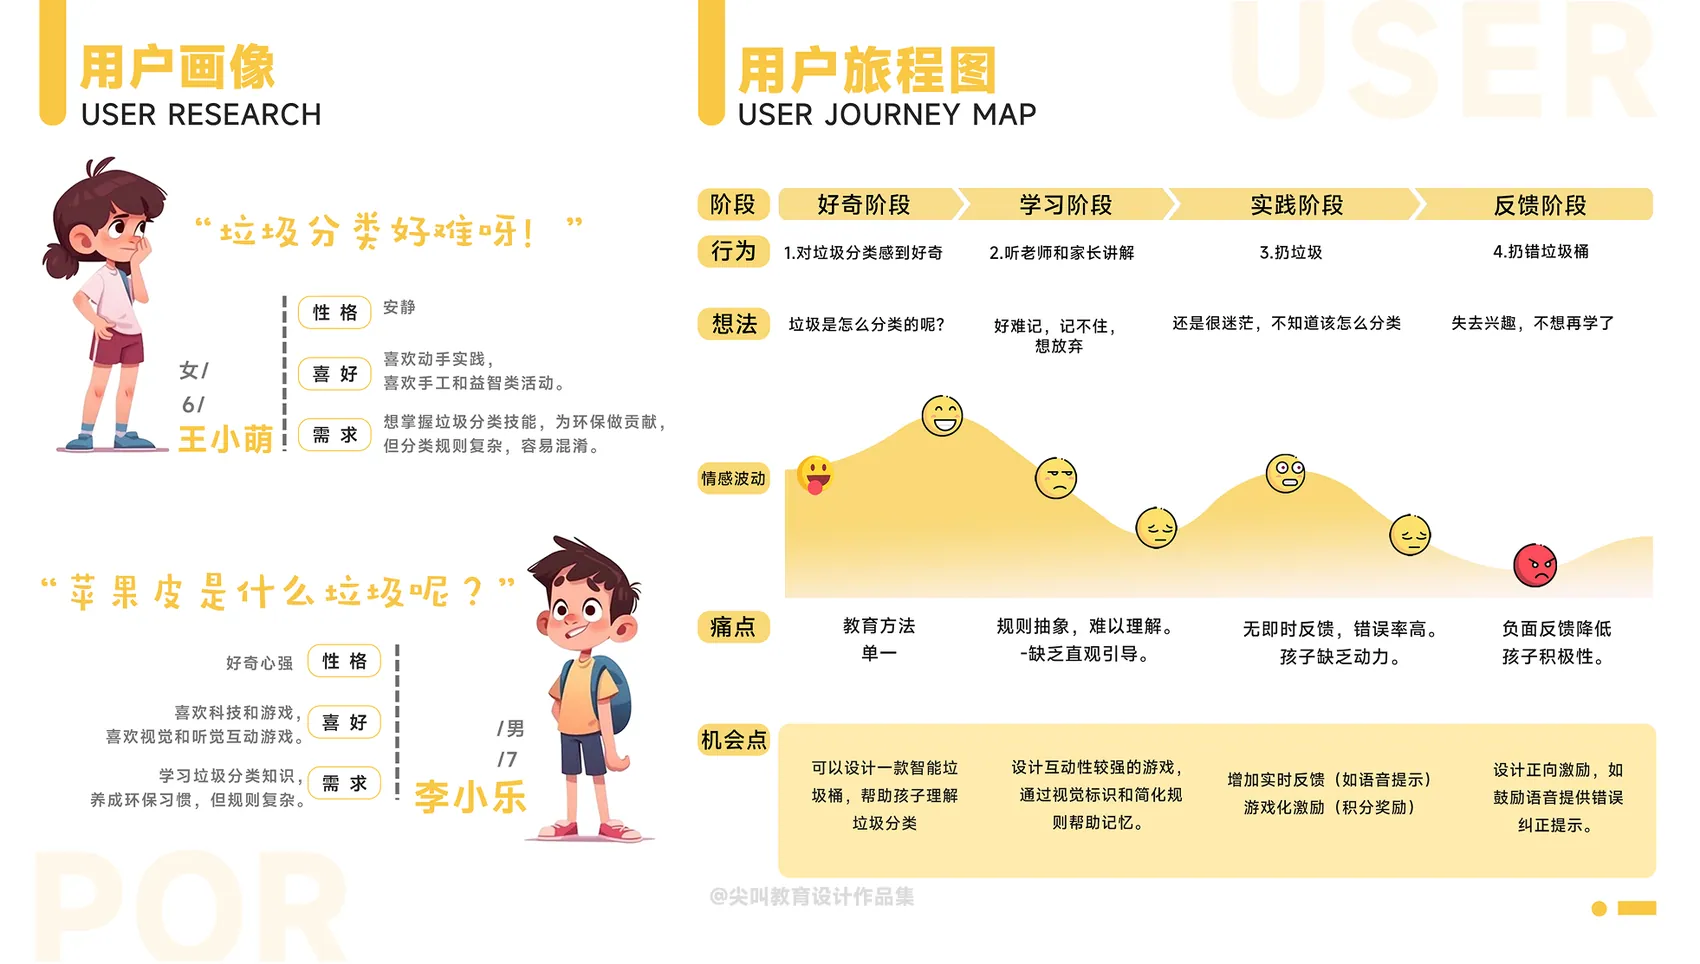 用户画像
USER RESEARCH
“垃圾分类好难呀！”
性格
安静
喜好
喜欢动手实践，
喜欢手工和益智类活动。
需求
想掌握垃圾分类技能，为环保做贡献，
但分类规则复杂，容易混淆。
女/
6/
王小萌
“苹果皮是什么垃圾呢？”
好奇心强
性格
喜欢科技和游戏，
喜欢视觉和听觉互动游戏。
喜好
学习垃圾分类知识，
养成环保习惯，但规则复杂。
需求
/男
/7
李小乐
POR
用户旅程图
USER JOURNEY MAP
USER
阶段
好奇阶段
学习阶段
实践阶段
反馈阶段
行为
1.对垃圾分类感到好奇
2.听老师和家长讲解
3.扔垃圾
4.扔错垃圾桶
想法
垃圾是怎么分类的呢?
好难记，记不住，
想放弃
还是很迷茫，不知道该怎么分类
失去兴趣，不想再学了
情感波动
痛点
教育方法
单一
规则抽象，难以理解。
-缺乏直观引导。
无即时反馈，错误率高。
孩子缺乏动力。
负面反馈降低
孩子积极性。
机会点
可以设计一款智能垃
圾桶，帮助孩子理解
垃圾分类
设计互动性较强的游戏，
通过视觉标识和简化规
则帮助记忆。
增加实时反馈（如语音提示）
游戏化激励（积分奖励）
设计正向激励，如
鼓励语音提供错误
纠正提示。
@尖叫教育设计作品集